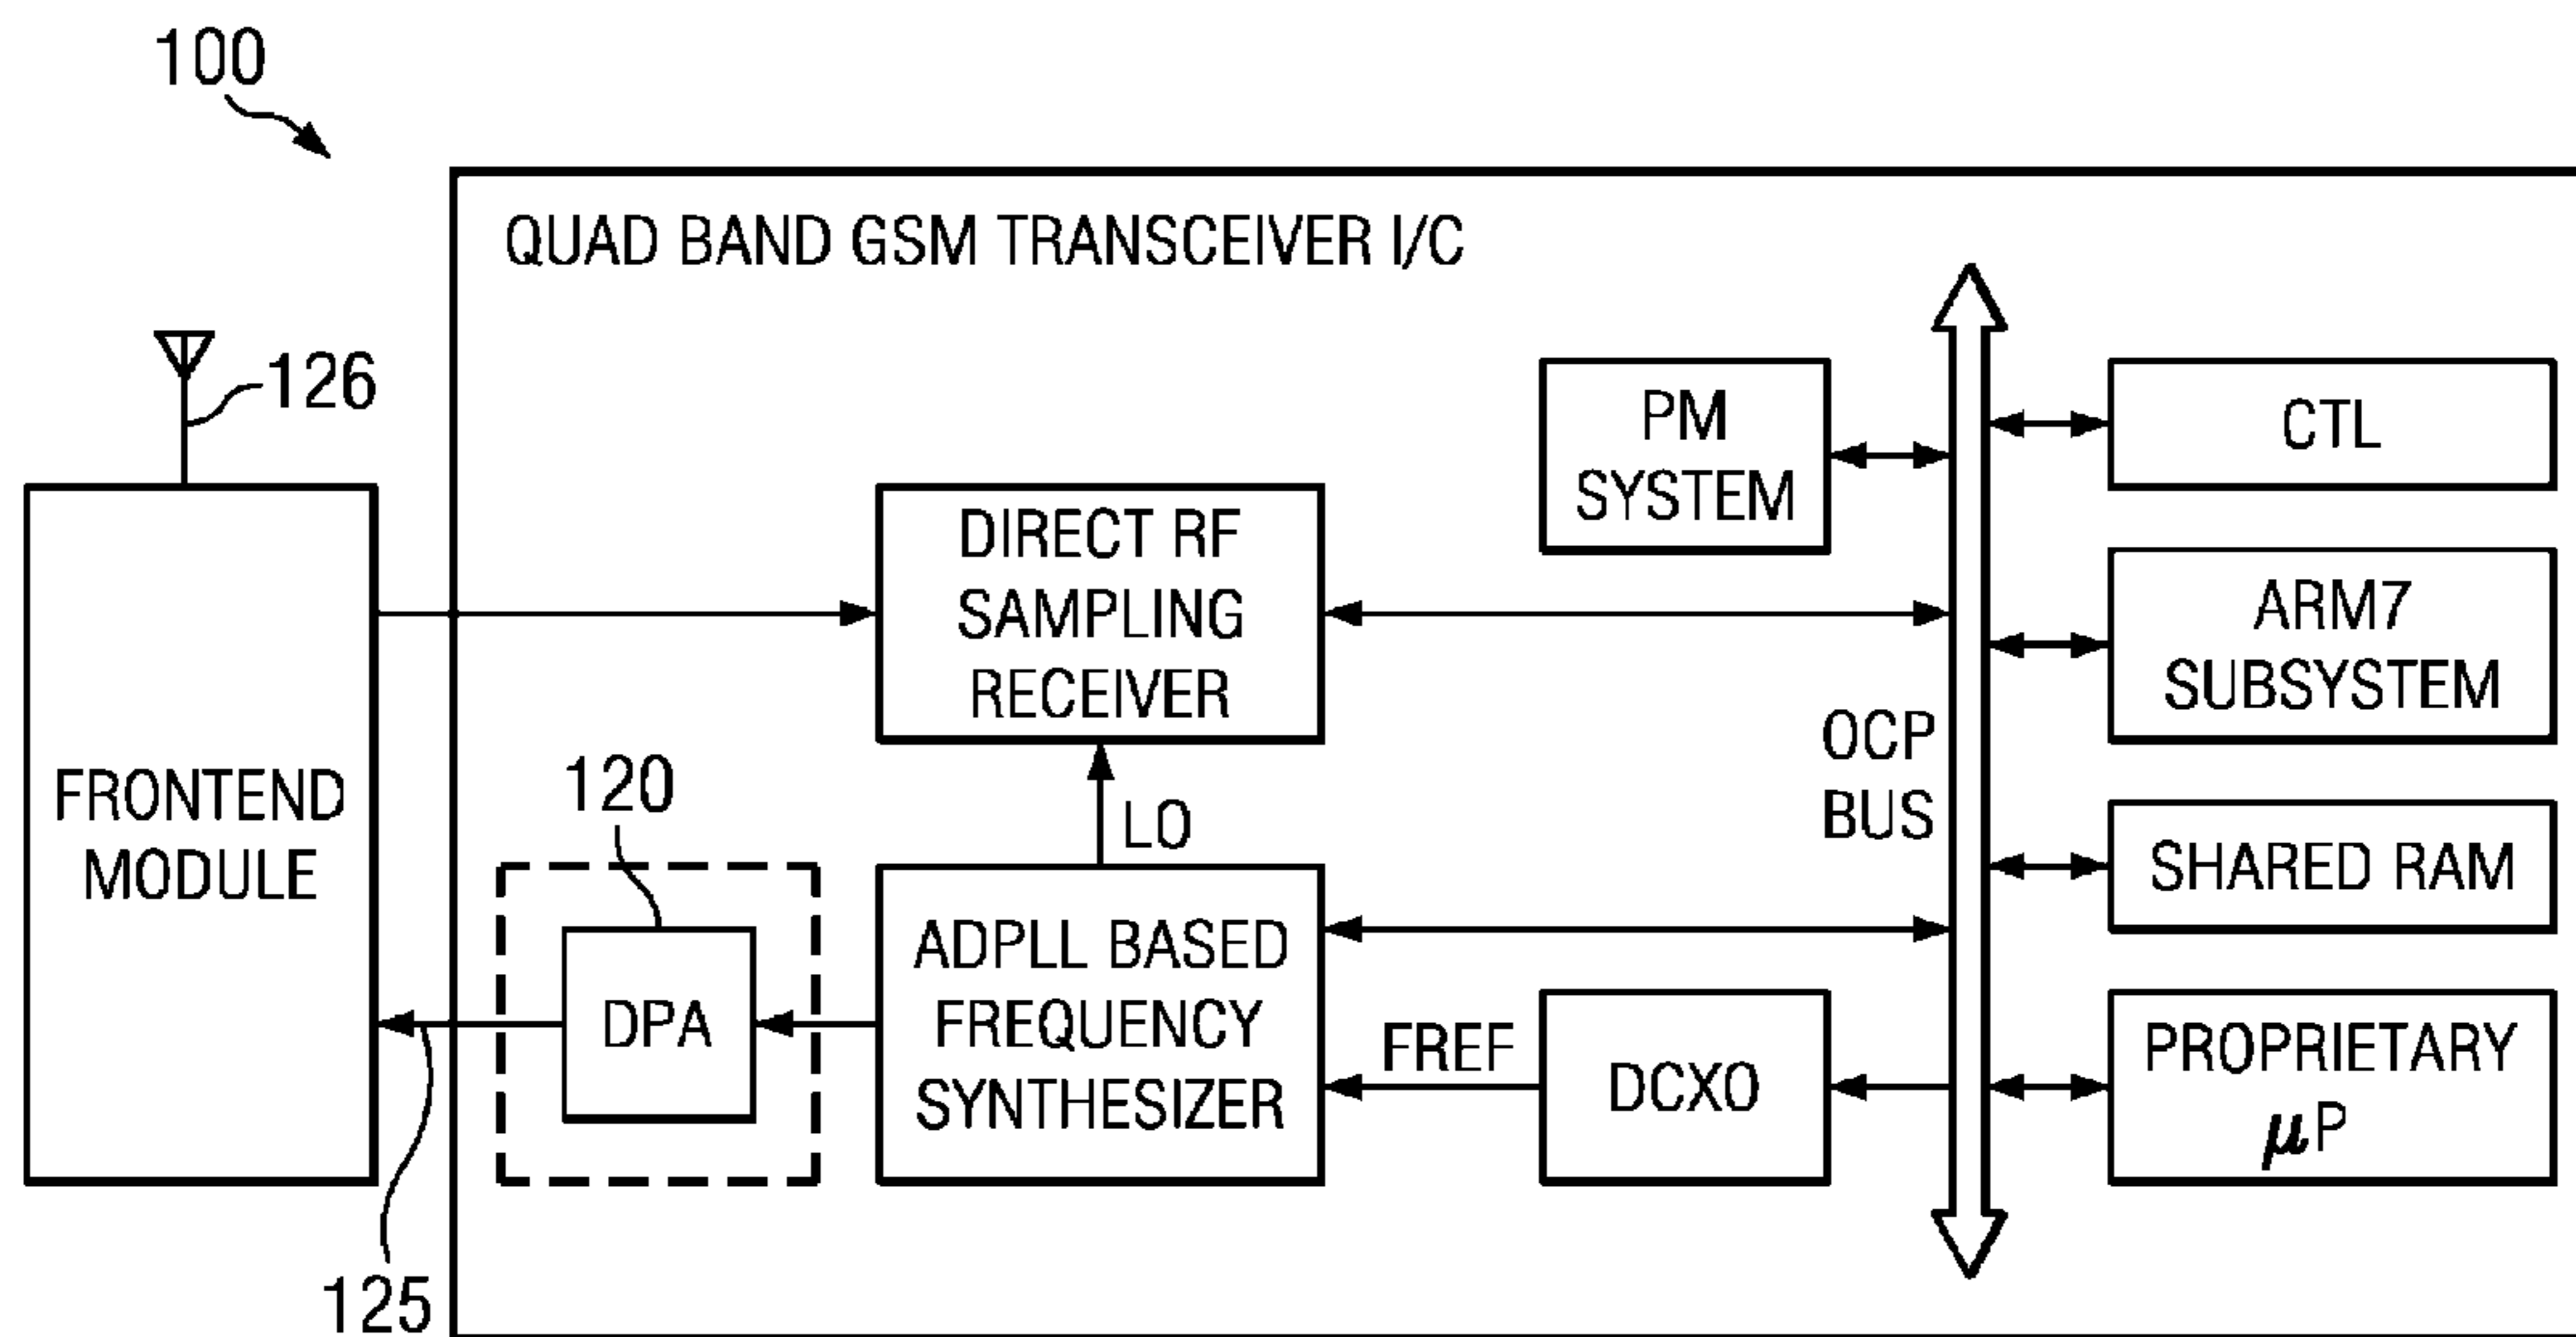 100
QUAD BAND GSM TRANSCEIVER I/C
126
PM
SYSTEM
CTL
DIRECT RF
SAMPLING
RECEIVER
ARM7
SUBSYSTEM
OCP
BUS
FRONTEND
MODULE
120
LO
SHARED RAM
DPA
ADPLL BASED
FREQUENCY
SYNTHESIZER
FREF
DCXO
PROPRIETARY
μP
125